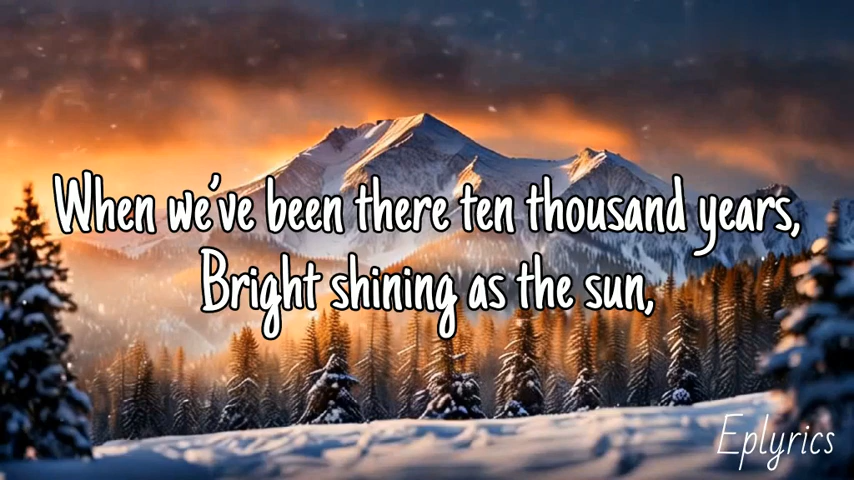 When we've been there ten thousand years,
Bright shining as the sun,
Eplyrics